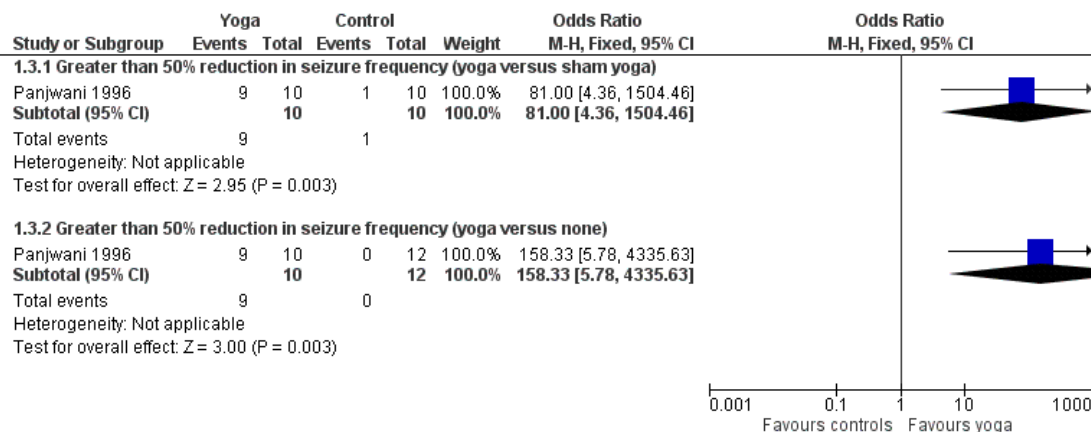 Yoga Control Odds Ratio Odds Ratio
Study or Subgroup Events Total Events Total Weight M-H, Fixed, 95% CI M-H, Fixed, 95% CI
1.3.1 Greater than 50% reduction in seizure frequency (yoga versus sham yoga)
Panjwani 1996 9 10 1 10 100.0% 81.00 [4.36, 1504.46]
Subtotal (95% CI) 10 10 100.0% 81.00 [4.36, 1504.46]
Total events 9 1
Heterogeneity: Not applicable
Test for overall effect: Z = 2.95 (P = 0.003)
1.3.2 Greater than 50% reduction in seizure frequency (yoga versus none)
Panjwani 1996 9 10 0 12 100.0% 158.33 [5.78, 4335.63]
Subtotal (95% CI) 10 12 100.0% 158.33 [5.78, 4335.63]
Total events 9 0
Heterogeneity: Not applicable
Test for overall effect: Z = 3.00 (P = 0.003)
0.001 0.1 1 10 1000
Favours controls Favours yoga